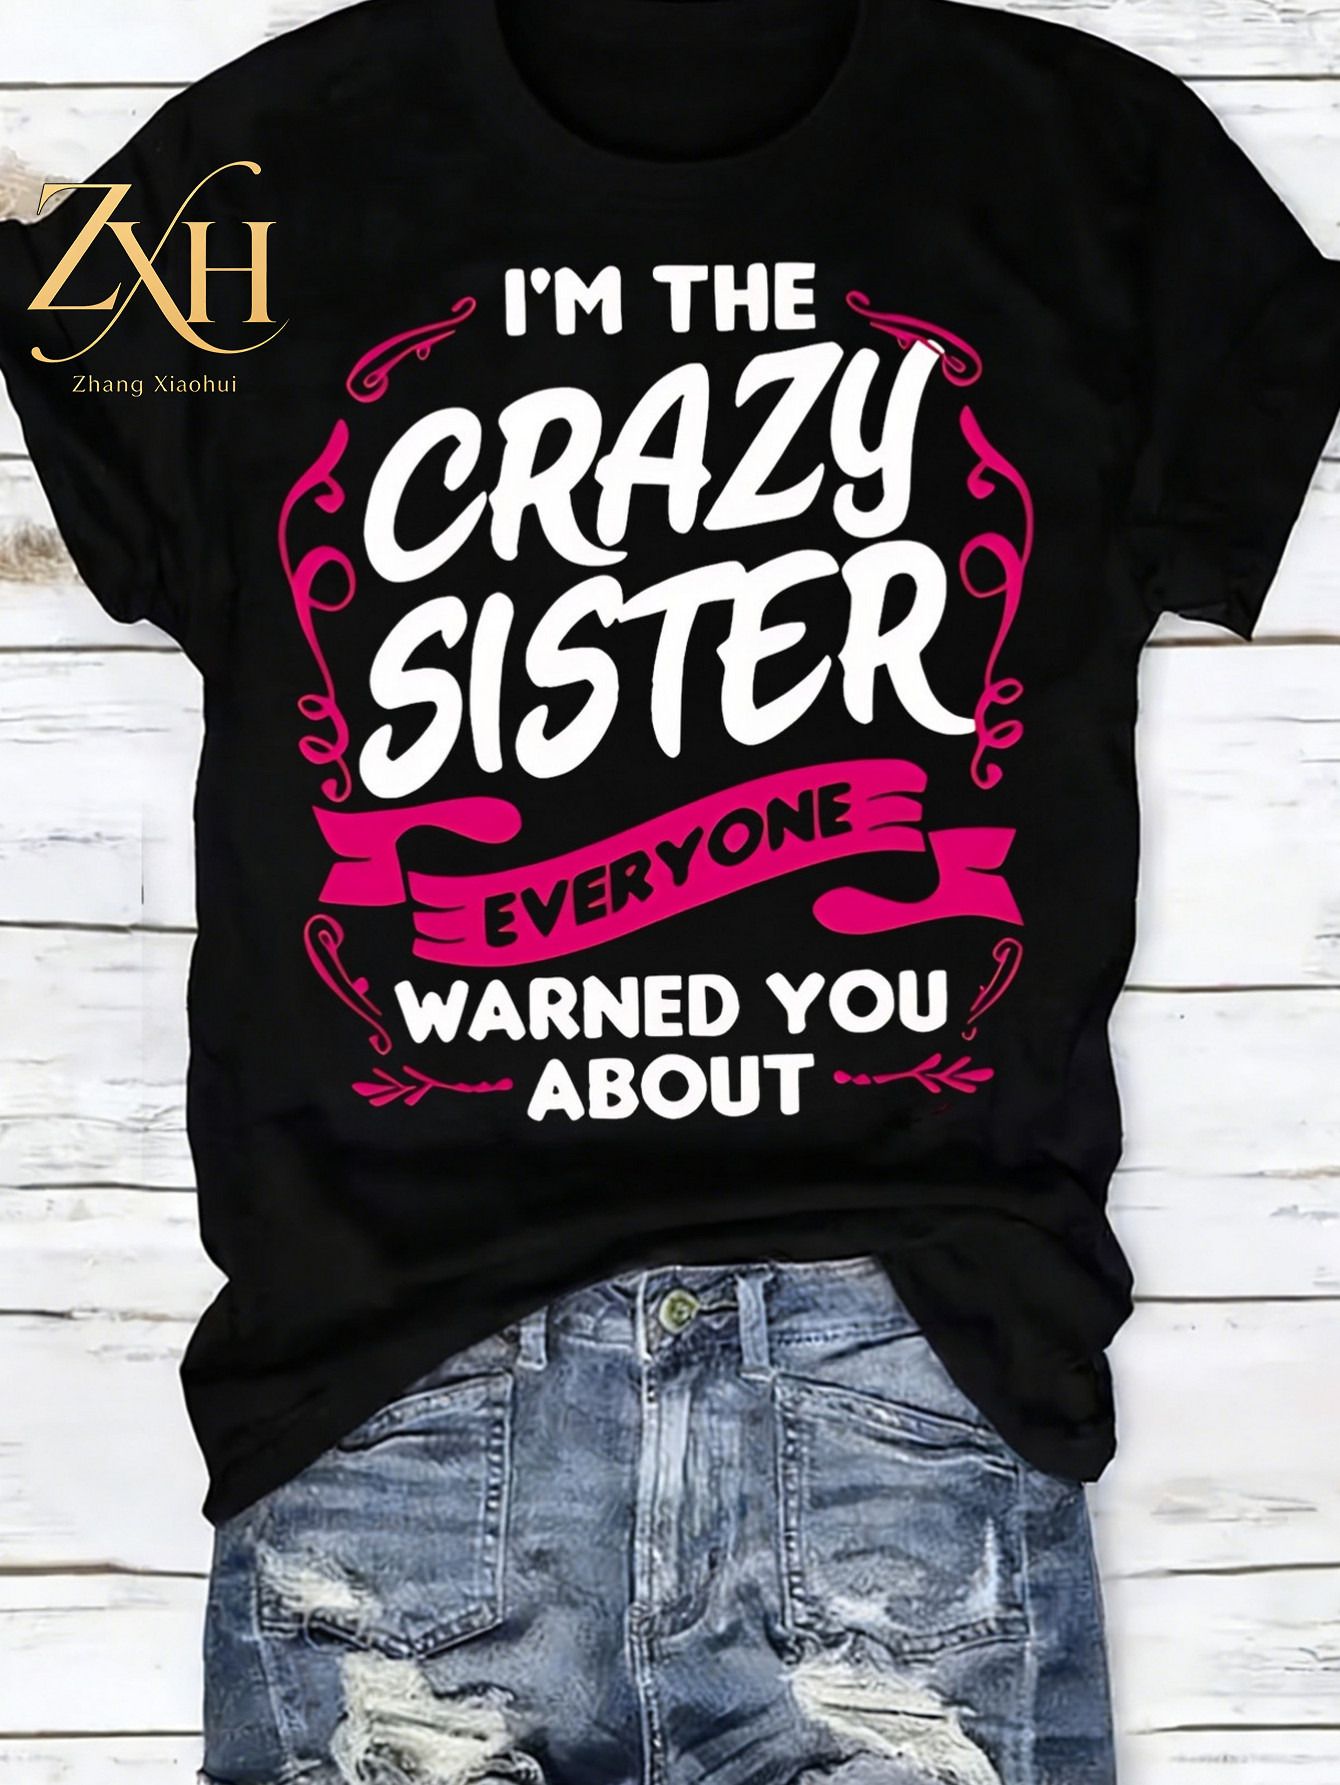 ZXH
Zhang Xiaohui
I'M THE
CRAZY
SISTER
EVERYONE
WARNED YOU
ABOUT